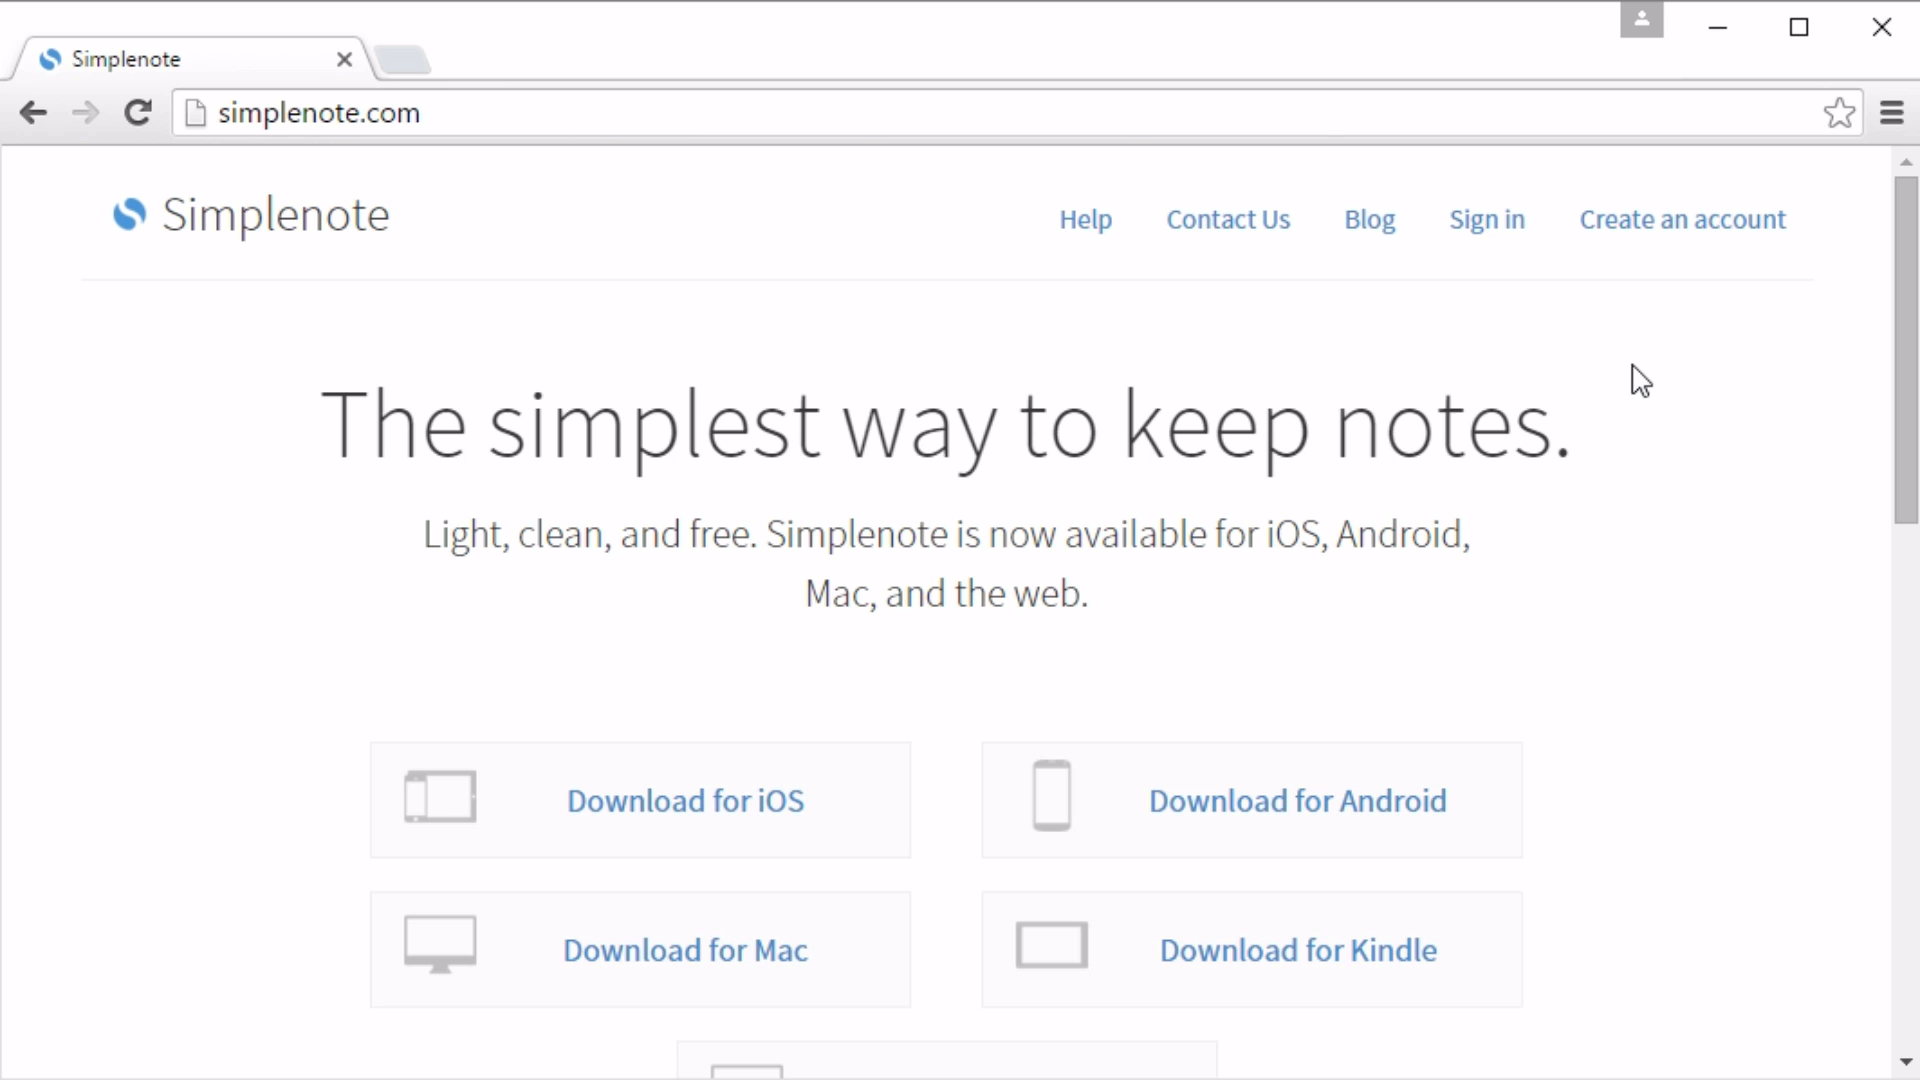 Simplenote
simplenote.com
Simplenote
Help Contact Us Blog Sign in Create an account
The simplest way to keep notes.
Light, clean, and free. Simplenote is now available for iOS, Android,
Mac, and the web.
Download for iOS Download for Android
Download for Mac Download for Kindle